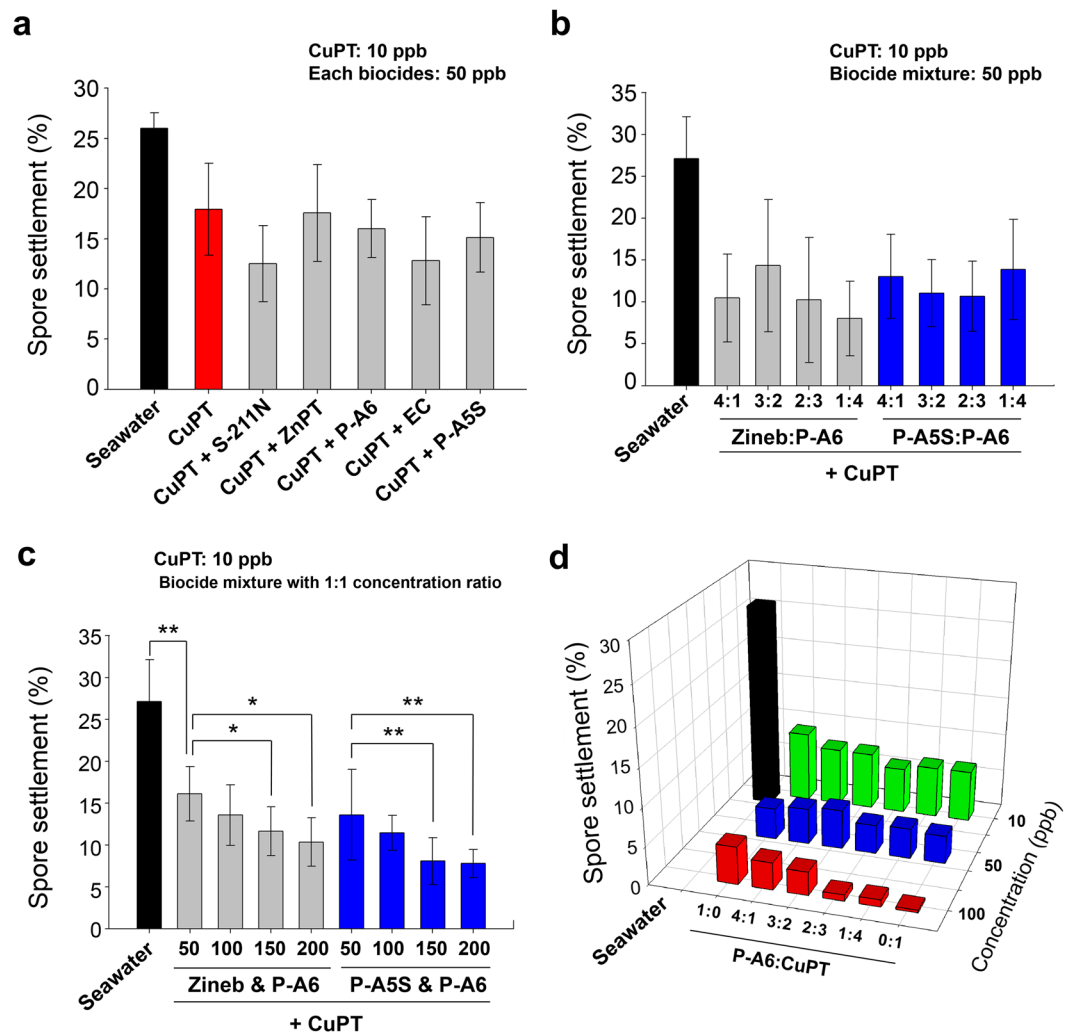 a
CuPT: 10 ppb
Each biocides: 50 ppb
Spore settlement (%)
30
25
20
15
10
5
0
Seawater
CuPT
CuPT + S-211N
CuPT + ZnPT
CuPT + P-A6
CuPT + EC
CuPT + P-A5S
b
CuPT: 10 ppb
Biocide mixture: 50 ppb
Spore settlement (%)
35
30
25
20
15
10
5
0
Seawater
4:1 3:2 2:3 1:4 4:1 3:2 2:3 1:4
Zineb:P-A6 P-A5S:P-A6
+ CuPT
c
CuPT: 10 ppb
Biocide mixture with 1:1 concentration ratio
Spore settlement (%)
35
30
25
20
15
10
5
0
** * * ** **
Seawater
50 100 150 200 50 100 150 200
Zineb & P-A6 P-A5S & P-A6
+ CuPT
d
Spore settlement (%)
30
25
20
15
10
5
0
Seawater
1:0 4:1 3:2 2:3 1:4 0:1
P-A6:CuPT
10
50
100
Concentration (ppb)